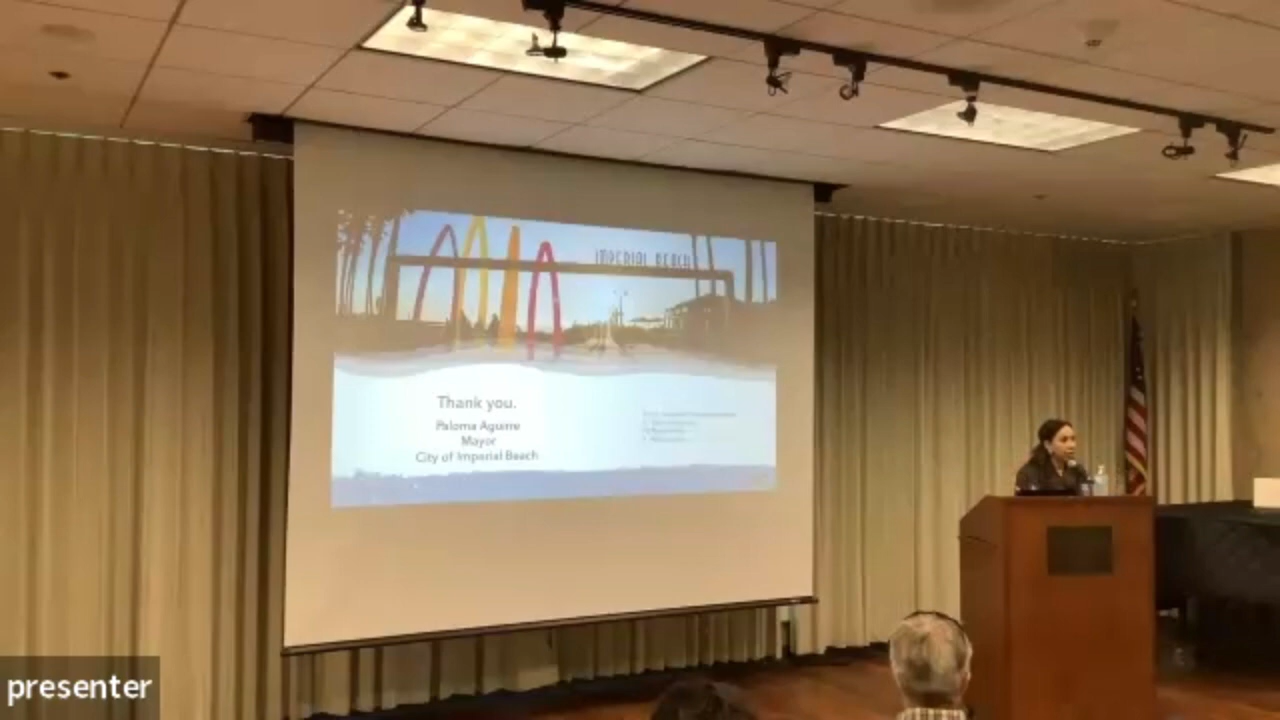 IMPERIAL BEACH
Thank you.
Paloma Aguirre
Mayor
City of Imperial Beach
presenter